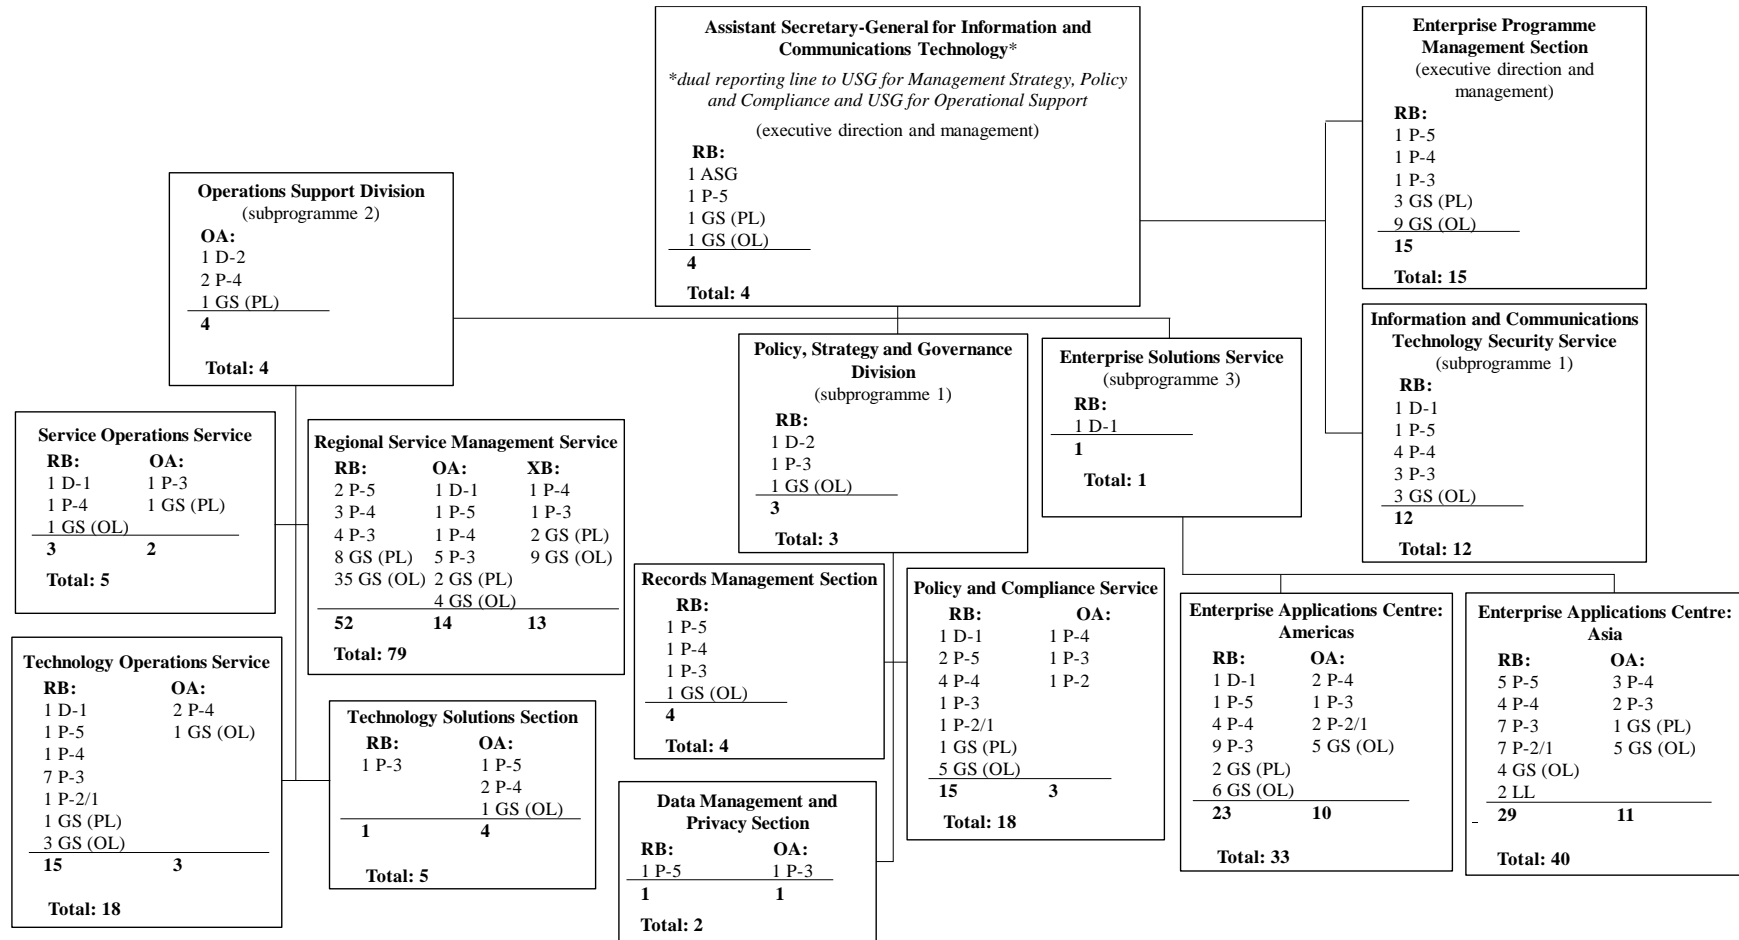 Assistant Secretary-General for Information and
Communications Technology*
*dual reporting line to USG for Management Strategy, Policy
and Compliance and USG for Operational Support
(executive direction and management)
RB:
1 ASG
1 P-5
1 GS (PL)
1 GS (OL)
4
Total: 4
Enterprise Programme
Management Section
(executive direction and
management)
RB:
1 P-5
1 P-4
1 P-3
3 GS (PL)
9 GS (OL)
15
Total: 15
Operations Support Division
(subprogramme 2)
OA:
1 D-2
2 P-4
1 GS (PL)
4
Total: 4
Information and Communications
Technology Security Service
(subprogramme 1)
RB:
1 D-1
1 P-5
4 P-4
3 P-3
3 GS (OL)
12
Total: 12
Policy, Strategy and Governance
Division
(subprogramme 1)
RB:
1 D-2
1 P-3
1 GS (OL)
3
Total: 3
Enterprise Solutions Service
(subprogramme 3)
RB:
1 D-1
1
Total: 1
Service Operations Service
RB: OA:
1 D-1 1 P-3
1 P-4 1 GS (PL)
1 GS (OL)
3 2
Total: 5
Regional Service Management Service
RB: OA: XB:
2 P-5 1 D-1 1 P-4
3 P-4 1 P-5 1 P-3
4 P-3 1 P-4 2 GS (PL)
8 GS (PL) 5 P-3 9 GS (OL)
35 GS (OL) 2 GS (PL)
4 GS (OL)
52 14 13
Total: 79
Records Management Section
RB:
1 P-5
1 P-4
1 P-3
1 GS (OL)
4
Total: 4
Policy and Compliance Service
RB: OA:
1 D-1 1 P-4
2 P-5 1 P-3
4 P-4 1 P-2
1 P-3
1 P-2/1
1 GS (PL)
5 GS (OL)
15 3
Total: 18
Enterprise Applications Centre:
Americas
RB: OA:
1 D-1 2 P-4
1 P-5 1 P-3
4 P-4 2 P-2/1
9 P-3 5 GS (OL)
2 GS (PL)
6 GS (OL)
23 10
Total: 33
Enterprise Applications Centre:
Asia
RB: OA:
5 P-5 3 P-4
4 P-4 2 P-3
7 P-3 1 GS (PL)
7 P-2/1 5 GS (OL)
4 GS (OL)
2 LL
29 11
Total: 40
Technology Operations Service
RB: OA:
1 D-1 2 P-4
1 P-5 1 GS (OL)
1 P-4
7 P-3
1 P-2/1
1 GS (PL)
3 GS (OL)
15 3
Total: 18
Technology Solutions Section
RB: OA:
1 P-3 1 P-5
2 P-4
1 GS (OL)
1 4
Total: 5
Data Management and
Privacy Section
RB: OA:
1 P-5 1 P-3
1 1
Total: 2